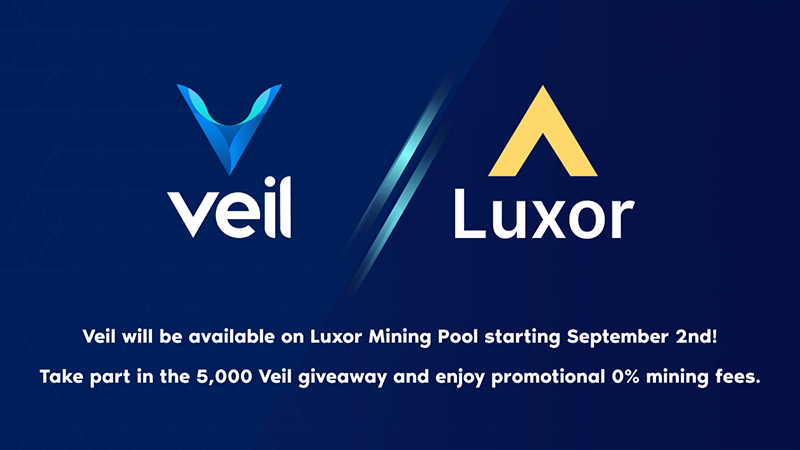 veil
Luxor
Veil will be available on Luxor Mining Pool starting September 2nd!
Take part in the 5,000 Veil giveaway and enjoy promotional 0% mining fees.